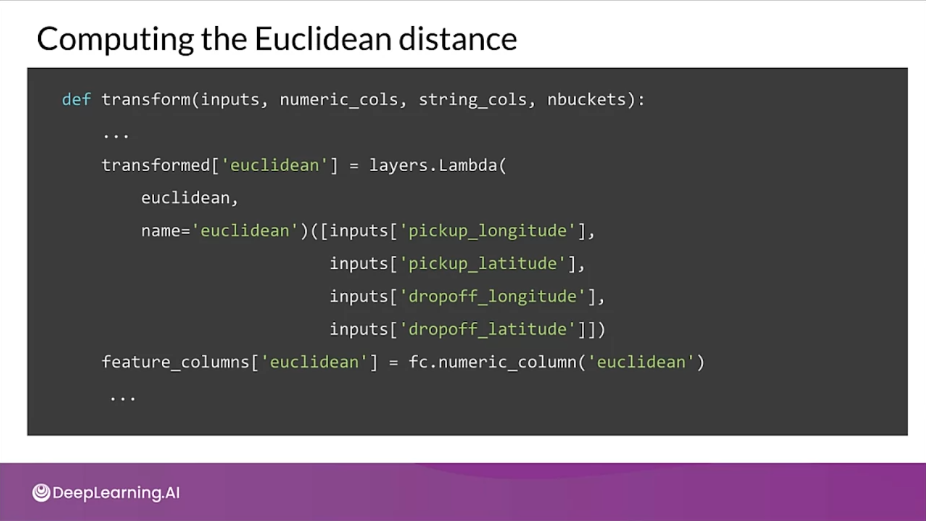 Computing the Euclidean distance
def transform(inputs, numeric_cols, string_cols, nbuckets):
...
transformed['euclidean'] = layers.Lambda(
euclidean,
name='euclidean')([inputs['pickup_longitude'],
inputs['pickup_latitude'],
inputs['dropoff_longitude'],
inputs['dropoff_latitude']])
feature_columns['euclidean'] = fc.numeric_column('euclidean')
...
DeepLearning.AI